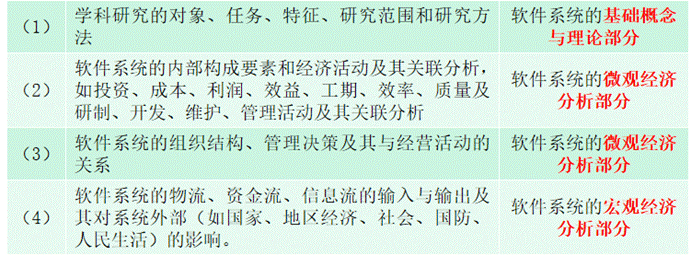 （1）
学科研究的对象、任务、特征、研究范围和研究方
法
软件系统的基础概念
与理论部分
（2）
软件系统的内部构成要素和经济活动及其关联分析，
如投资、成本、利润、效益、工期、效率、质量及
研制、开发、维护、管理活动及其关联分析
软件系统的微观经济
分析部分
（3）
软件系统的组织结构、管理决策及其与经营活动的
关系
软件系统的微观经济
分析部分
（4）
软件系统的物流、资金流、信息流的输入与输出及
其对系统外部（如国家、地区经济、社会、国防、
人民生活）的影响。
软件系统的宏观经济
分析部分